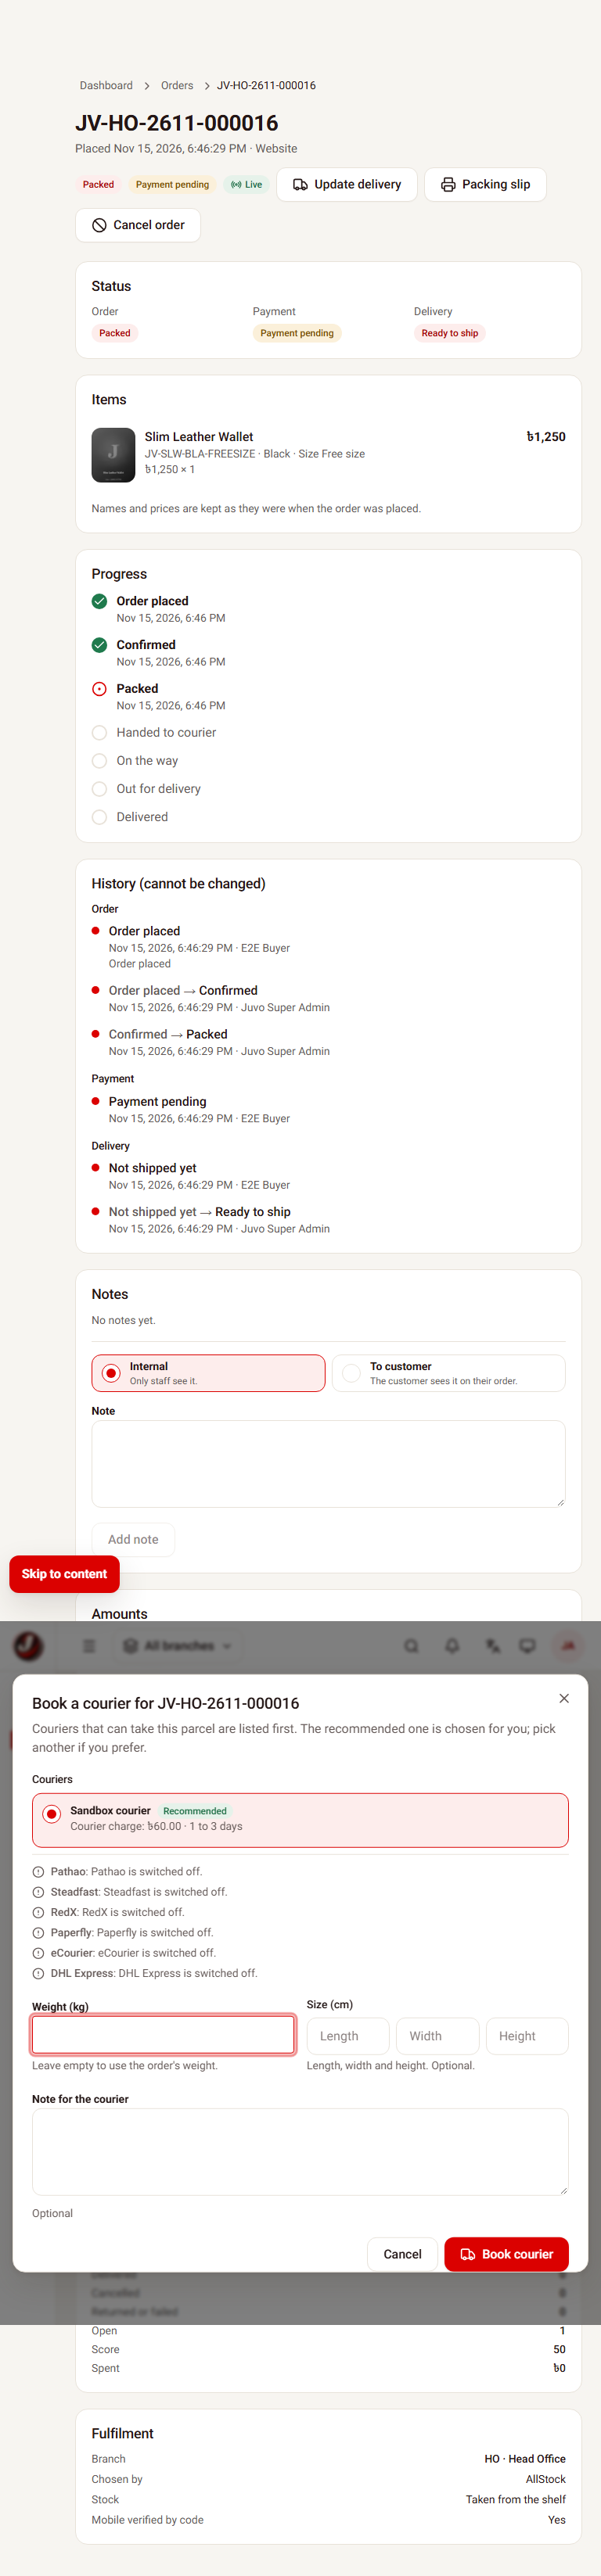 Dashboard > Orders > JV-HO-2611-000016
JV-HO-2611-000016
Placed Nov 15, 2026, 6:46:29 PM · Website
Packed Payment pending Live Update delivery Packing slip
Cancel order
Status
Order Payment Delivery
Packed Payment pending Ready to ship
Items
Slim Leather Wallet ৳1,250
JV-SLW-BLA-FREESIZE · Black · Size Free size
৳1,250 × 1
Names and prices are kept as they were when the order was placed.
Progress
Order placed
Nov 15, 2026, 6:46 PM
Confirmed
Nov 15, 2026, 6:46 PM
Packed
Nov 15, 2026, 6:46 PM
Handed to courier
On the way
Out for delivery
Delivered
History (cannot be changed)
Order
Order placed
Nov 15, 2026, 6:46:29 PM · E2E Buyer
Order placed
Order placed → Confirmed
Nov 15, 2026, 6:46:29 PM · Juvo Super Admin
Confirmed → Packed
Nov 15, 2026, 6:46:29 PM · Juvo Super Admin
Payment
Payment pending
Nov 15, 2026, 6:46:29 PM · E2E Buyer
Delivery
Not shipped yet
Nov 15, 2026, 6:46:29 PM · E2E Buyer
Not shipped yet → Ready to ship
Nov 15, 2026, 6:46:29 PM · Juvo Super Admin
Notes
No notes yet.
Internal
Only staff see it.
To customer
The customer sees it on their order.
Note
Add note
Skip to content
Amounts
All branches JA
Book a courier for JV-HO-2611-000016
Couriers that can take this parcel are listed first. The recommended one is chosen for you; pick
another if you prefer.
Couriers
Sandbox courier Recommended
Courier charge: ৳60.00 · 1 to 3 days
Pathao: Pathao is switched off.
Steadfast: Steadfast is switched off.
RedX: RedX is switched off.
Paperfly: Paperfly is switched off.
eCourier: eCourier is switched off.
DHL Express: DHL Express is switched off.
Weight (kg) Size (cm)
Length Width Height
Leave empty to use the order's weight. Length, width and height. Optional.
Note for the courier
Optional
Cancel Book courier
Cancelled 0
Returned or failed 0
Open 1
Score 50
Spent ৳0
Fulfilment
Branch HO · Head Office
Chosen by AllStock
Stock Taken from the shelf
Mobile verified by code Yes